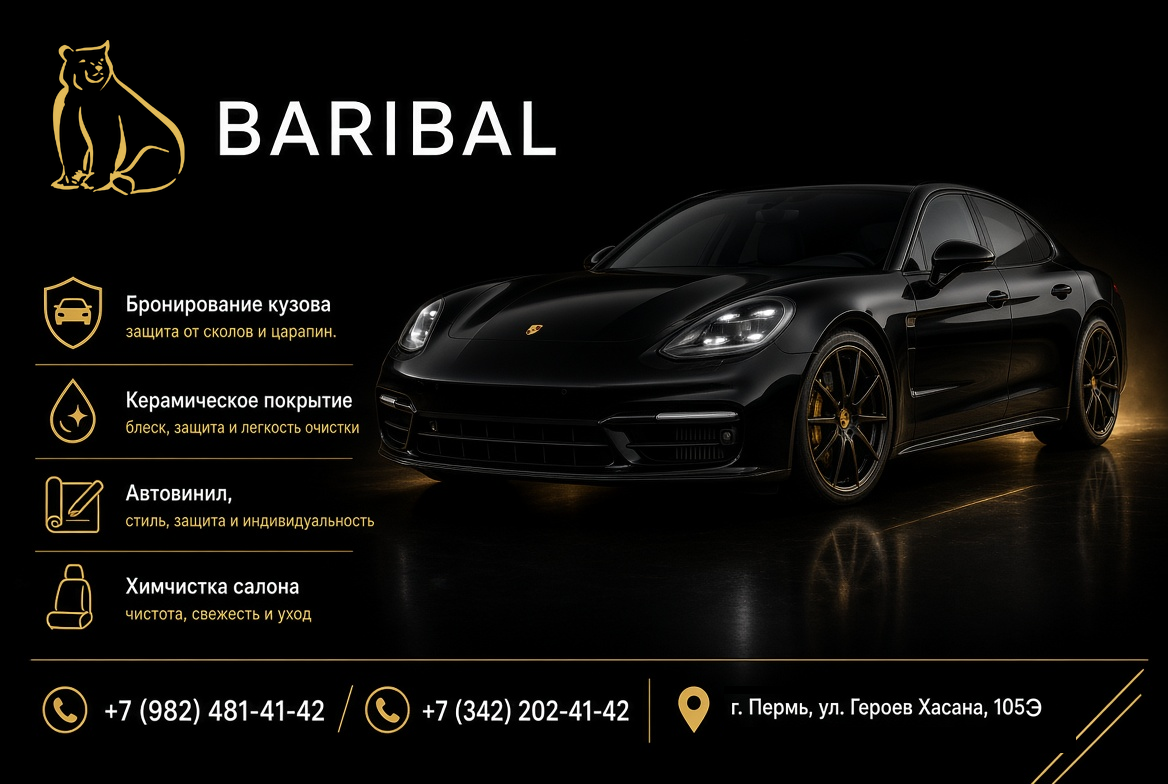 BARIBAL
Бронирование кузова
защита от сколов и царапин.
Керамическое покрытие
блеск, защита и легкость очистки
Автовинил,
стиль, защита и индивидуальность
Химчистка салона
чистота, свежесть и уход
+7 (982) 481-41-42
+7 (342) 202-41-42
г. Пермь, ул. Героев Хасана, 105Э